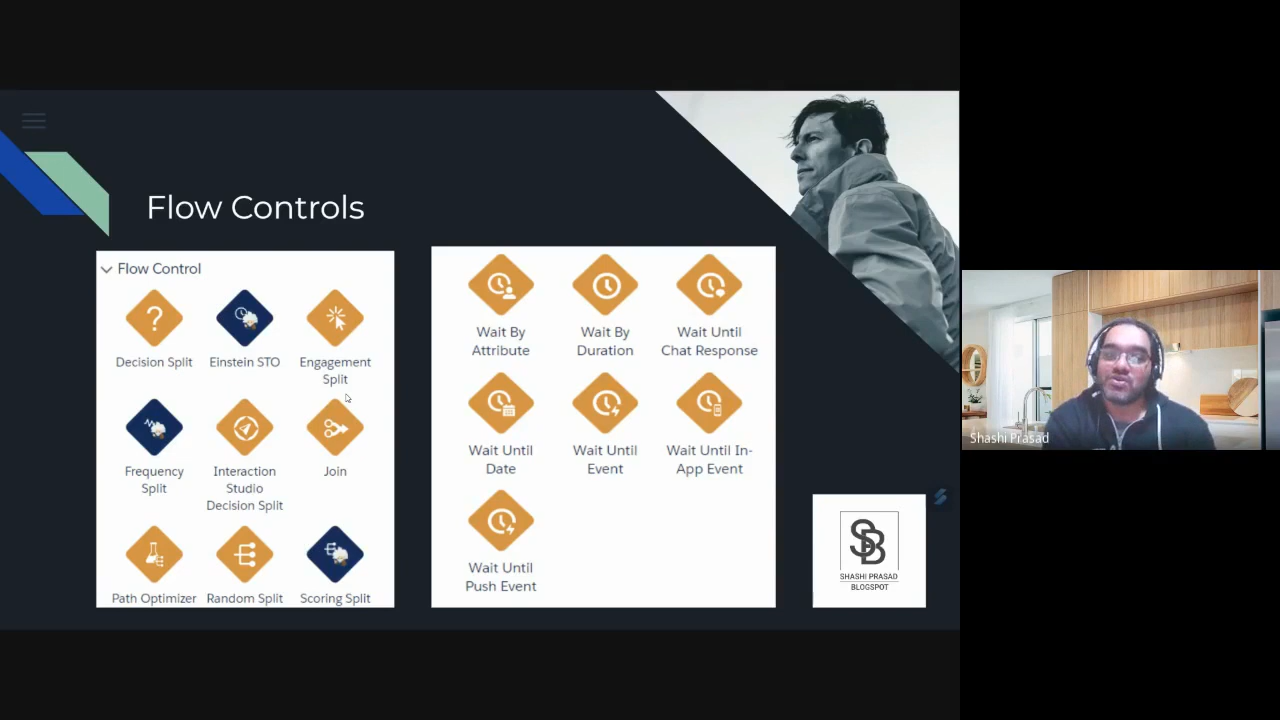 Flow Controls
Flow Control
?
Decision Split
Einstein STO
Engagement
Split
Frequency
Split
Interaction
Studio
Decision Split
Join
Path Optimizer
Random Split
Scoring Split
Wait By
Attribute
Wait By
Duration
Wait Until
Chat Response
Wait Until
Date
Wait Until
Event
Wait Until In-
App Event
Wait Until
Push Event
SB
SHASHI PRASAD
BLOGSPOT
Shashi Prasad